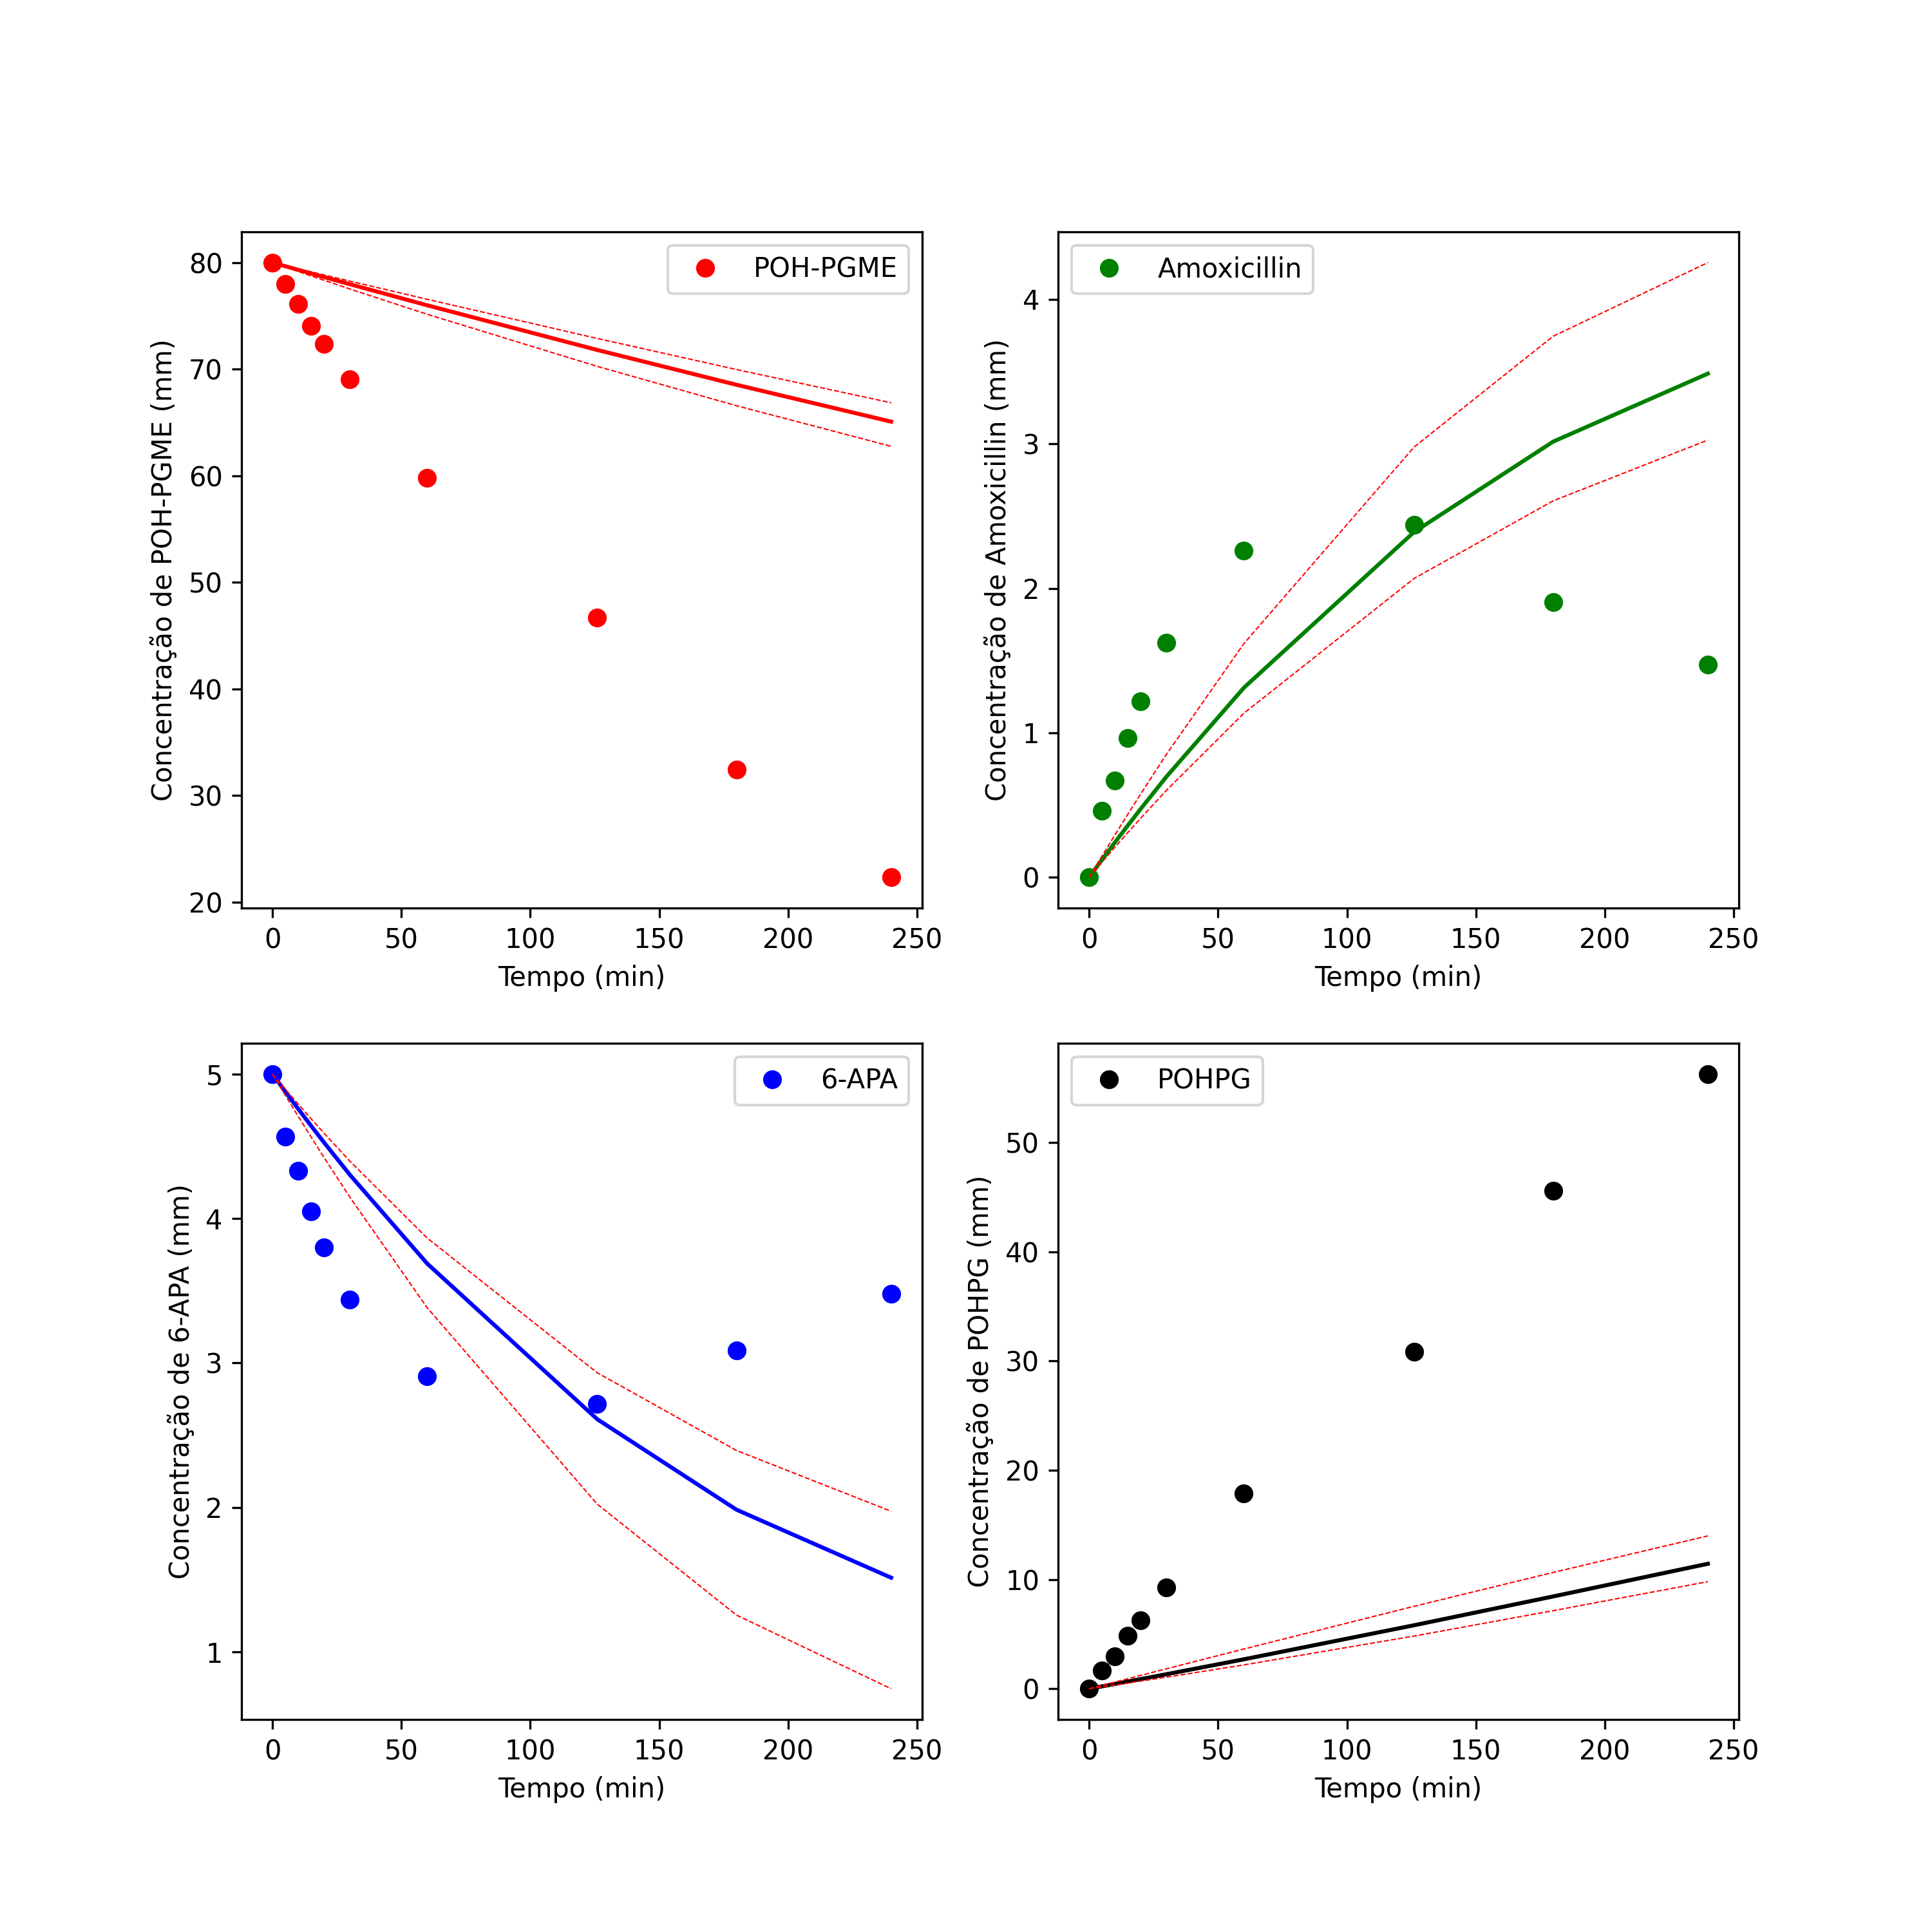 POH-PGME
Concentração de POH-PGME (mm)
80
70
60
50
40
30
20
0 50 100 150 200 250
Tempo (min)
Amoxicillin
Concentração de Amoxicillin (mm)
4
3
2
1
0
0 50 100 150 200 250
Tempo (min)
6-APA
Concentração de 6-APA (mm)
5
4
3
2
1
0 50 100 150 200 250
Tempo (min)
POHPG
Concentração de POHPG (mm)
50
40
30
20
10
0
0 50 100 150 200 250
Tempo (min)